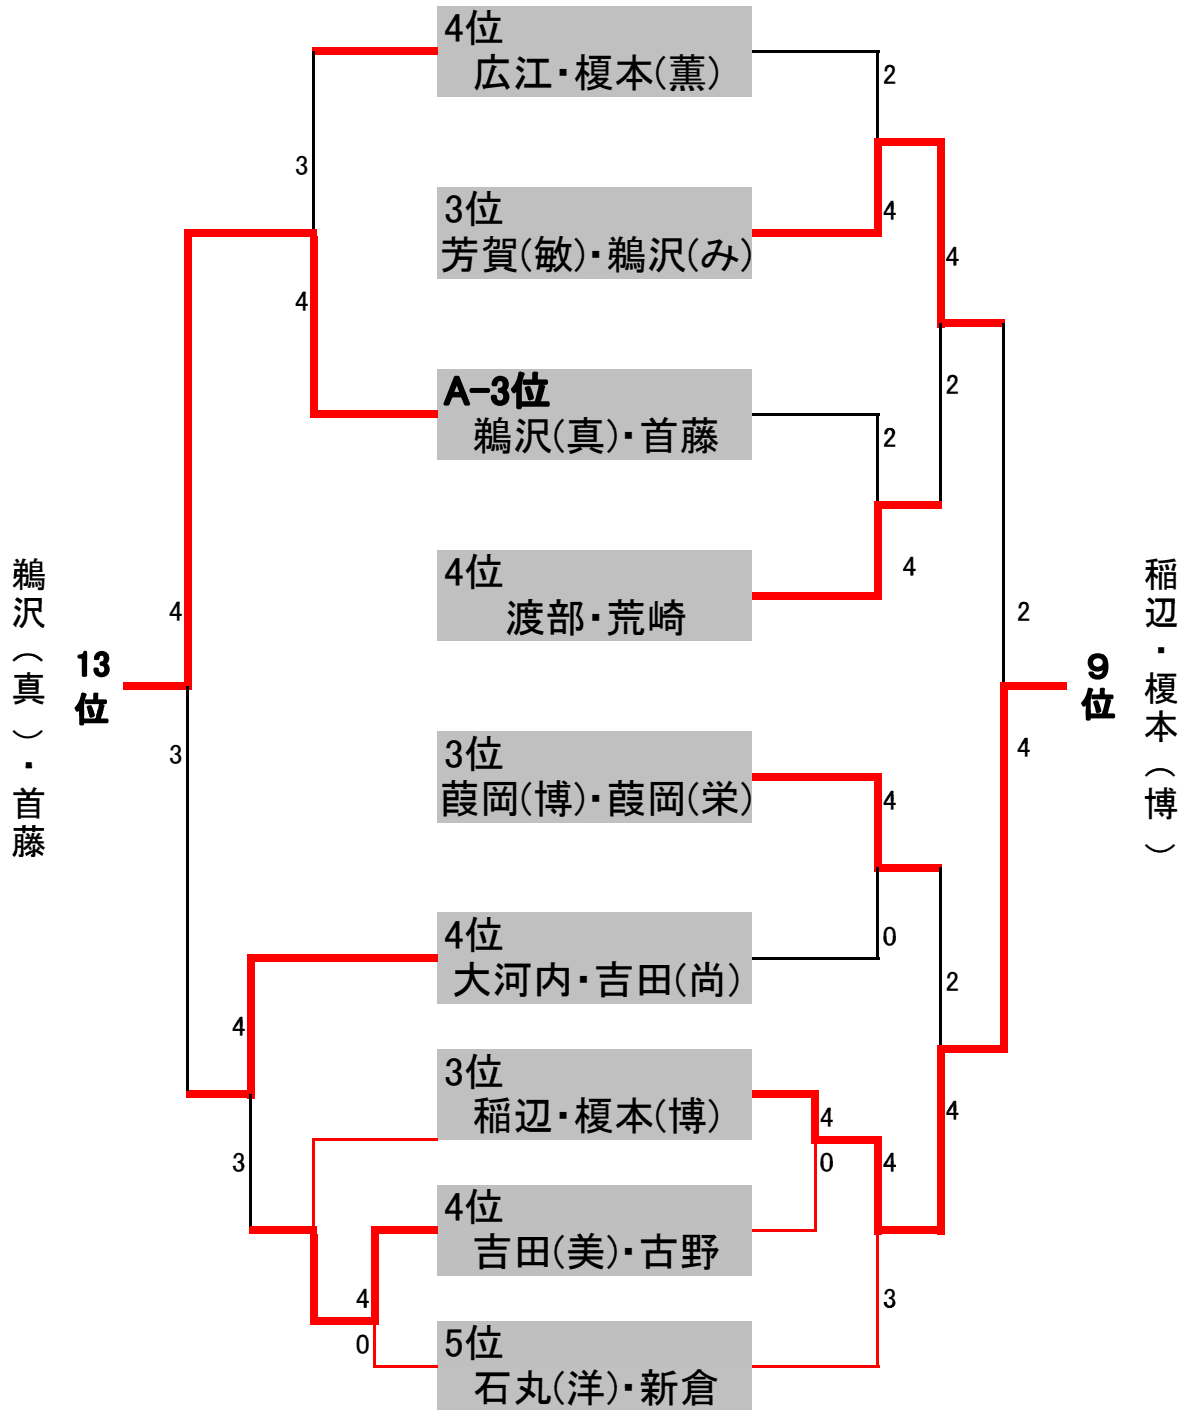 4位
広江・榎本(薫)
2
3
3位
芳賀(敏)・鵜沢(み)
4
4
4
A-3位
鵜沢(真)・首藤
2
2
4位
渡部・荒崎
4
鵜沢(真)・首藤
13位
4
3
稲辺・榎本(博)
9位
2
4
3位
葭岡(博)・葭岡(栄)
4
4位
大河内・吉田(尚)
0
2
4
3位
稲辺・榎本(博)
4
0
4
4
3
4位
吉田(美)・古野
4
0
3
5位
石丸(洋)・新倉